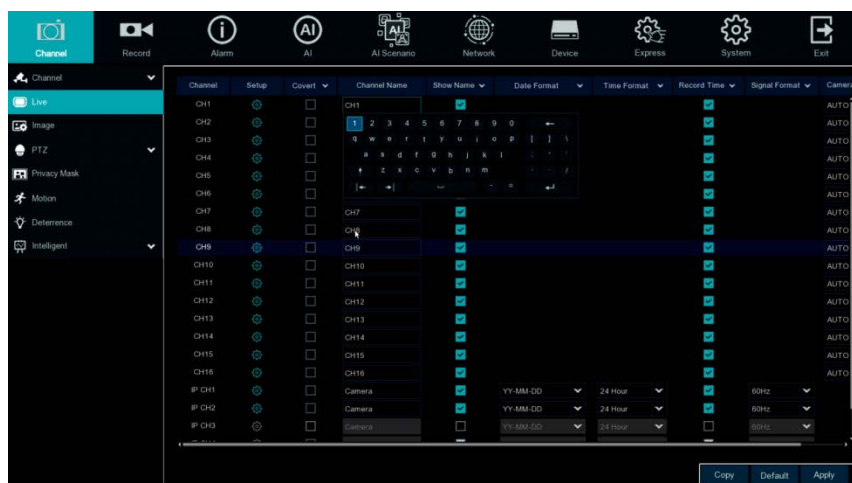 Channel Record Alarm AI AI Scenario Network Device Express System Exit
Channel
Live
Image
PTZ
Privacy Mask
Motion
Deterrence
Intelligent
Channel Setup Covert Channel Name Show Name Date Format Time Format Record Time Signal Format Camera
CH1 CH1 AUTO
CH2 AUTO
CH3 AUTO
CH4 AUTO
CH5 AUTO
CH6 AUTO
CH7 CH7 AUTO
CH8 CH8 AUTO
CH9 CH9 AUTO
CH10 CH10 AUTO
CH11 CH11 AUTO
CH12 CH12 AUTO
CH13 CH13 AUTO
CH14 CH14 AUTO
CH15 CH15 AUTO
CH16 CH16 AUTO
IP CH1 Camera YY-MM-DD 24 Hour 60Hz
IP CH2 Camera YY-MM-DD 24 Hour 60Hz
IP CH3 Camera YY-MM-DD 24 Hour 60Hz
1 2 3 4 5 6 7 8 9 0
q w e r t y u i o p [ ] \
a s d f g h j k l
z x c v b n m /
- =
Copy Default Apply